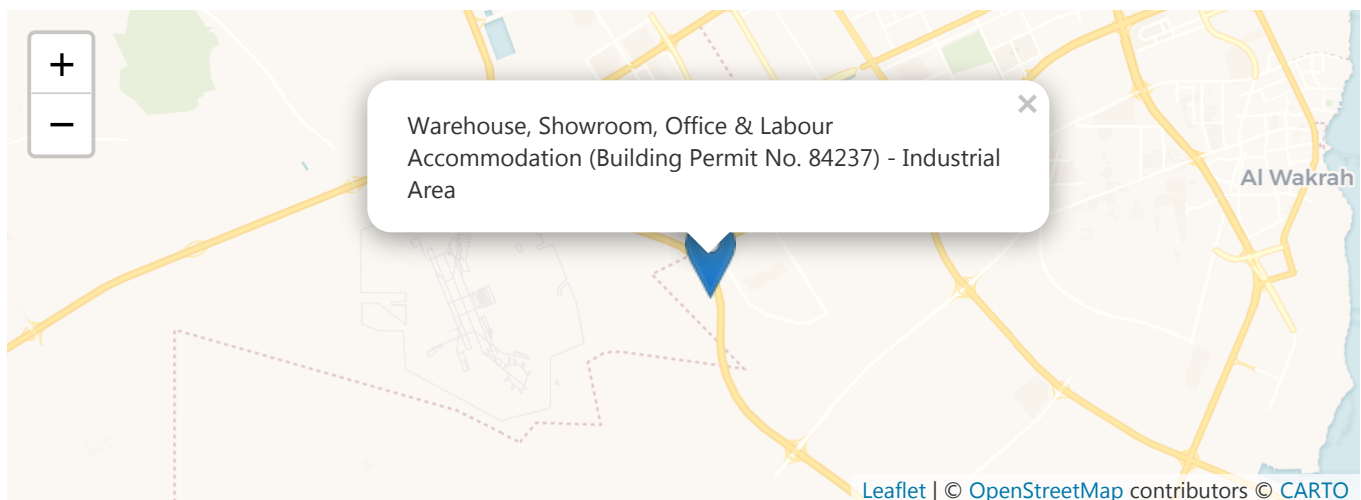 +
−
Warehouse, Showroom, Office & Labour
Accommodation (Building Permit No. 84237) - Industrial
Area
×
Al Wakrah
Leaflet | © OpenStreetMap contributors © CARTO